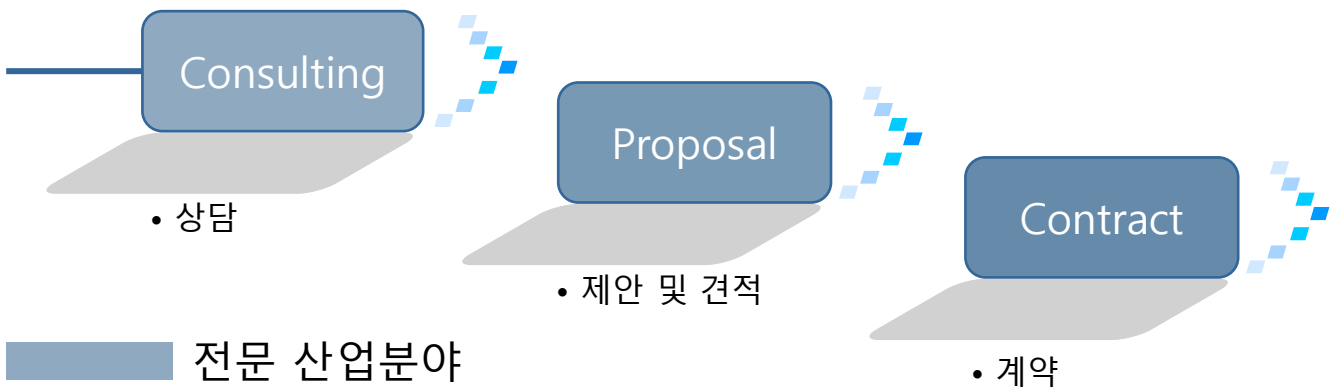 Consulting
• 상담
Proposal
• 제안 및 견적
Contract
• 계약
전문 산업분야